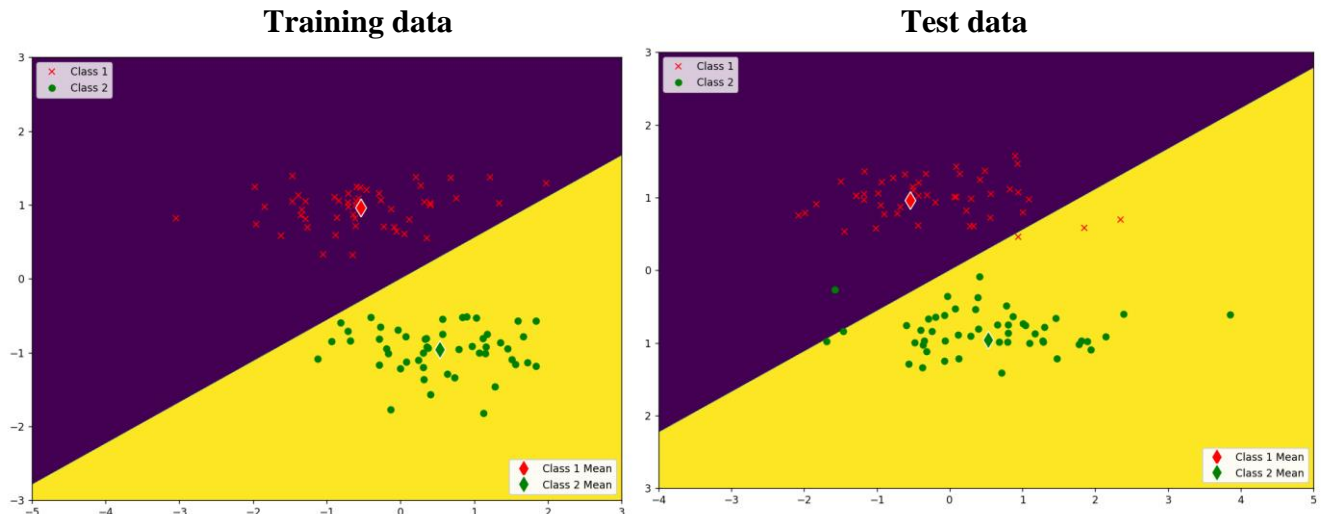 Training data
Test data
× Class 1
● Class 2
3
2
1
0
−1
−2
−3
Class 1 Mean
Class 2 Mean
−5 −4 −3 −2 −1 0 1 2 3
× Class 1
● Class 2
3
2
1
0
1
2
3
Class 1 Mean
Class 2 Mean
−4 −3 −2 −1 0 1 2 3 4 5